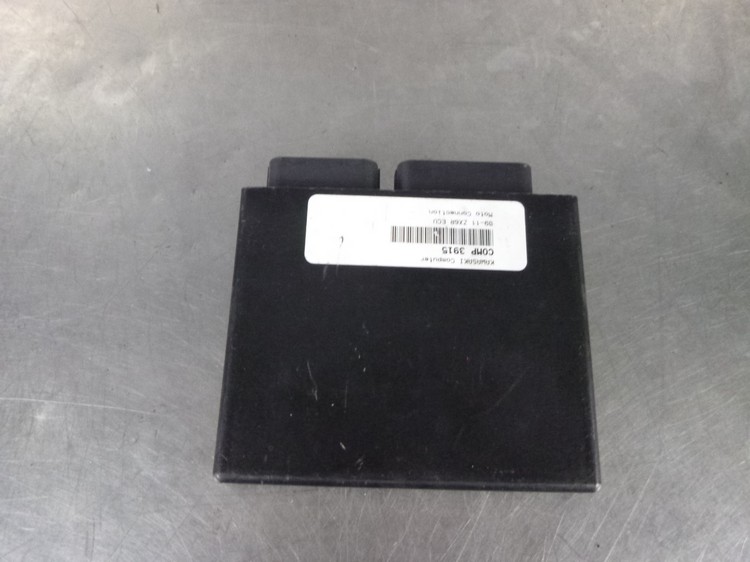 KAWASAKI Computer
COMP 3915
09-11 ZX6R ECU
Moto Connection